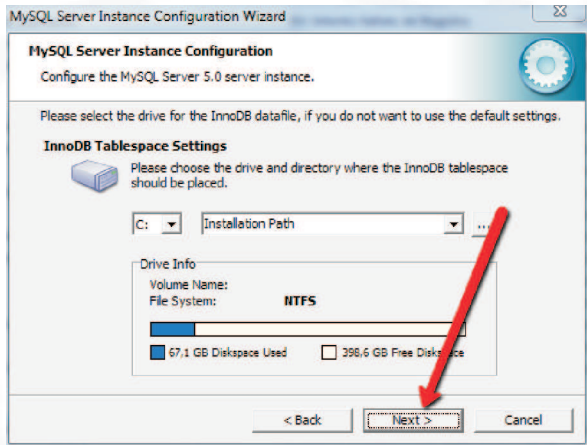 MySQL Server Instance Configuration Wizard
MySQL Server Instance Configuration
Configure the MySQL Server 5.0 server instance.
Please select the drive for the InnoDB datafile, if you do not want to use the default settings.
InnoDB Tablespace Settings
Please choose the drive and directory where the InnoDB tablespace
should be placed.
C: Installation Path ...
Drive Info
Volume Name:
File System: NTFS
67,1 GB Diskspace Used 398,6 GB Free Diskspace
< Back Next > Cancel